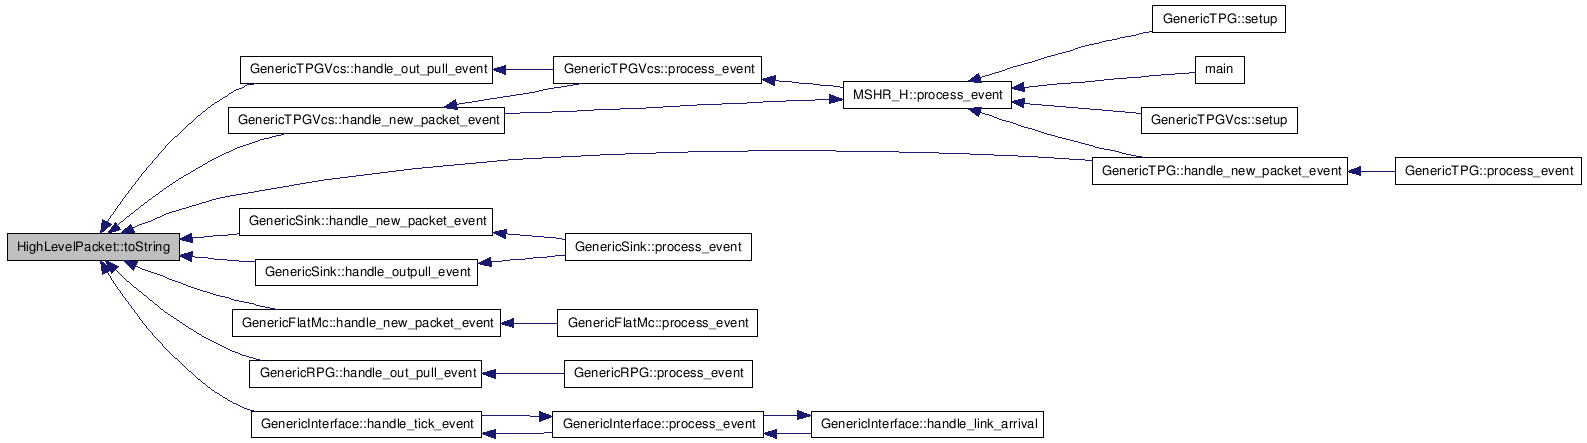 GenericTPG::setup
GenericTPGVcs::handle_out_pull_event
GenericTPGVcs::process_event
main
MSHR_H::process_event
GenericTPGVcs::handle_new_packet_event
GenericTPGVcs::setup
GenericTPG::handle_new_packet_event
GenericTPG::process_event
GenericSink::handle_new_packet_event
HighLevelPacket::toString
GenericSink::process_event
GenericSink::handle_outpull_event
GenericFlatMc::handle_new_packet_event
GenericFlatMc::process_event
GenericRPG::handle_out_pull_event
GenericRPG::process_event
GenericInterface::handle_tick_event
GenericInterface::process_event
GenericInterface::handle_link_arrival